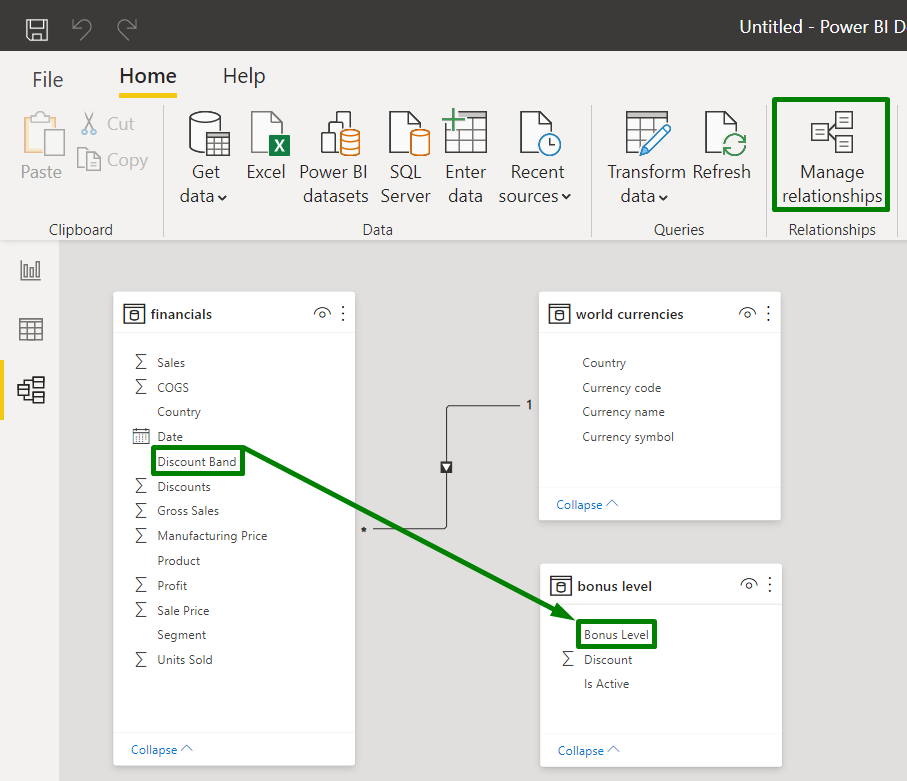 Untitled - Power BI D
File
Home
Help
Paste
Cut
Copy
Clipboard
Get
data
Excel
Power BI
datasets
SQL
Server
Enter
data
Recent
sources
Data
Transform
data
Refresh
Queries
Manage
relationships
Relationships
financials
Sales
COGS
Country
Date
Discount Band
Discounts
Gross Sales
Manufacturing Price
Product
Profit
Sale Price
Segment
Units Sold
Collapse
*
1
world currencies
Country
Currency code
Currency name
Currency symbol
Collapse
bonus level
Bonus Level
Discount
Is Active
Collapse